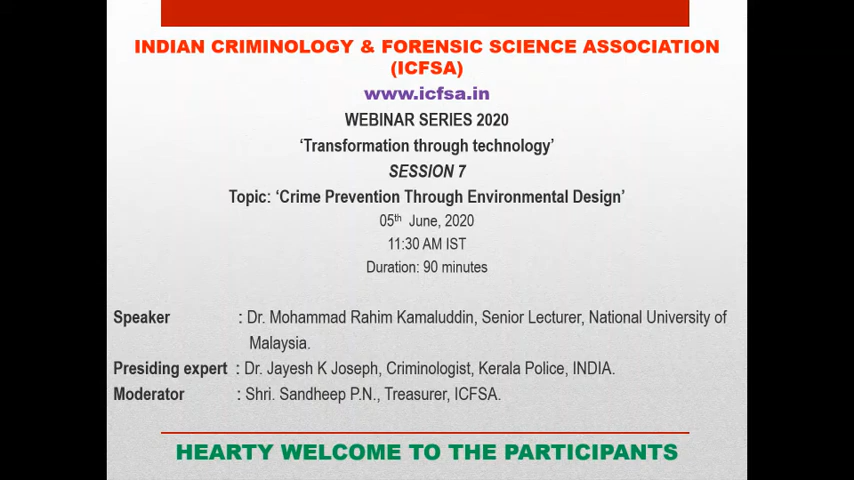 INDIAN CRIMINOLOGY & FORENSIC SCIENCE ASSOCIATION
(ICFSA)
www.icfsa.in
WEBINAR SERIES 2020
‘Transformation through technology’
SESSION 7
Topic: ‘Crime Prevention Through Environmental Design’
05th June, 2020
11:30 AM IST
Duration: 90 minutes
Speaker : Dr. Mohammad Rahim Kamaluddin, Senior Lecturer, National University of
Malaysia.
Presiding expert : Dr. Jayesh K Joseph, Criminologist, Kerala Police, INDIA.
Moderator : Shri. Sandheep P.N., Treasurer, ICFSA.
HEARTY WELCOME TO THE PARTICIPANTS